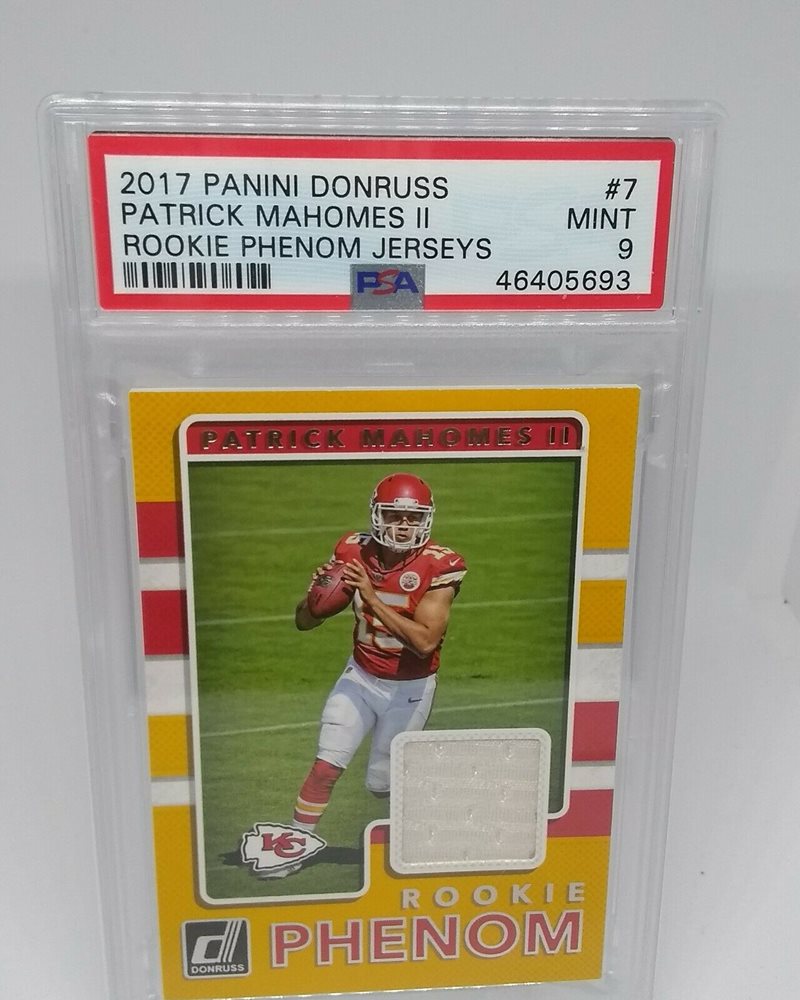 2017 PANINI DONRUSS #7
PATRICK MAHOMES II MINT
ROOKIE PHENOM JERSEYS 9
PSA 46405693
PATRICK MAHOMES II
15
15
KC
ROOKIE
PHENOM
d
DONRUSS